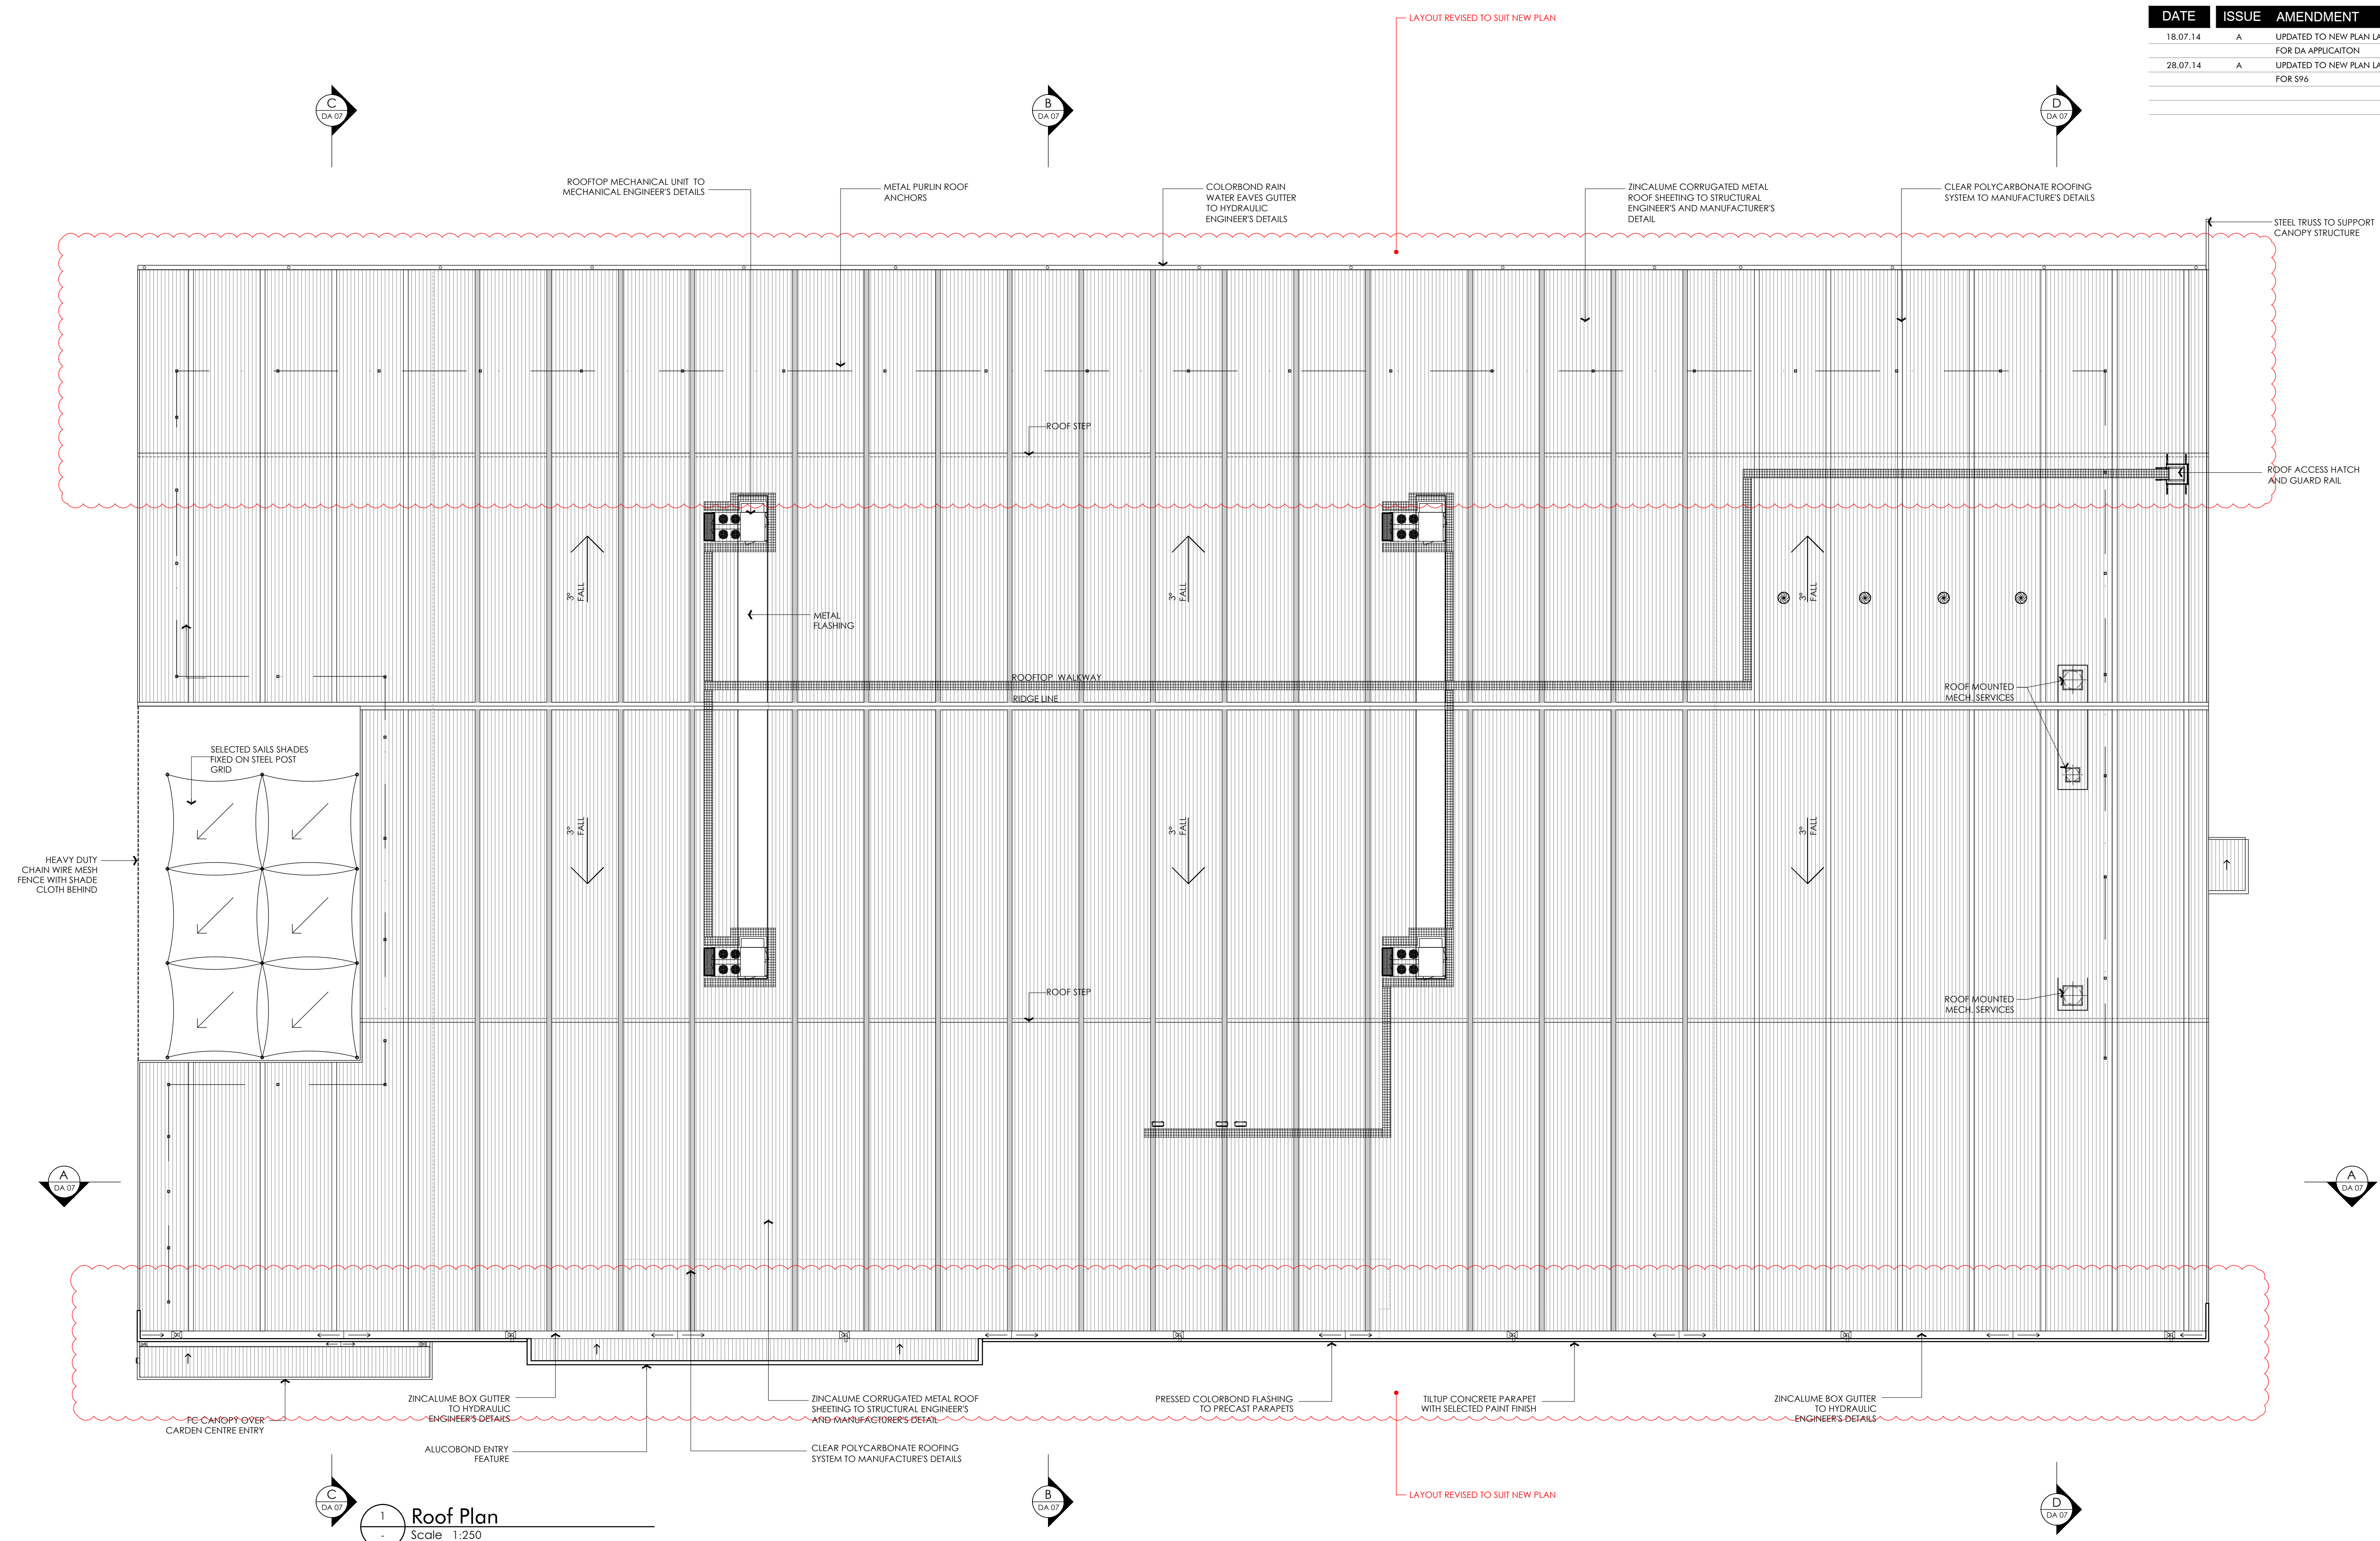 LAYOUT REVISED TO SUIT NEW PLAN
DATE ISSUE AMENDMENT
18.07.14 A UPDATED TO NEW PLAN LA
FOR DA APPLICAITON
28.07.14 A UPDATED TO NEW PLAN LA
FOR S96
C
DA 07
B
DA 07
D
DA 07
ROOFTOP MECHANICAL UNIT TO
MECHANICAL ENGINEER'S DETAILS
METAL PURLIN ROOF
ANCHORS
COLORBOND RAIN
WATER EAVES GUTTER
TO HYDRAULIC
ENGINEER'S DETAILS
ZINCALUME CORRUGATED METAL
ROOF SHEETING TO STRUCTURAL
ENGINEER'S AND MANUFACTURER'S
DETAIL
CLEAR POLYCARBONATE ROOFING
SYSTEM TO MANUFACTURE'S DETAILS
STEEL TRUSS TO SUPPORT
CANOPY STRUCTURE
ROOF STEP
ROOF ACCESS HATCH
AND GUARD RAIL
3°
FALL
3°
FALL
3°
FALL
METAL
FLASHING
ROOFTOP WALKWAY
RIDGE LINE
ROOF MOUNTED
MECH. SERVICES
SELECTED SAILS SHADES
FIXED ON STEEL POST
GRID
3°
FALL
3°
FALL
3°
FALL
HEAVY DUTY
CHAIN WIRE MESH
FENCE WITH SHADE
CLOTH BEHIND
ROOF STEP
ROOF MOUNTED
MECH. SERVICES
A
DA 07
A
DA 07
ZINCALUME BOX GUTTER
TO HYDRAULIC
ENGINEER'S DETAILS
ZINCALUME CORRUGATED METAL ROOF
SHEETING TO STRUCTURAL ENGINEER'S
AND MANUFACTURER'S DETAIL
PRESSED COLORBOND FLASHING
TO PRECAST PARAPETS
TILTUP CONCRETE PARAPET
WITH SELECTED PAINT FINISH
ZINCALUME BOX GUTTER
TO HYDRAULIC
ENGINEER'S DETAILS
FC CANOPY OVER
CARDEN CENTRE ENTRY
ALUCOBOND ENTRY
FEATURE
CLEAR POLYCARBONATE ROOFING
SYSTEM TO MANUFACTURE'S DETAILS
LAYOUT REVISED TO SUIT NEW PLAN
C
DA 07
B
DA 07
D
DA 07
1
-
Roof Plan
Scale 1:250